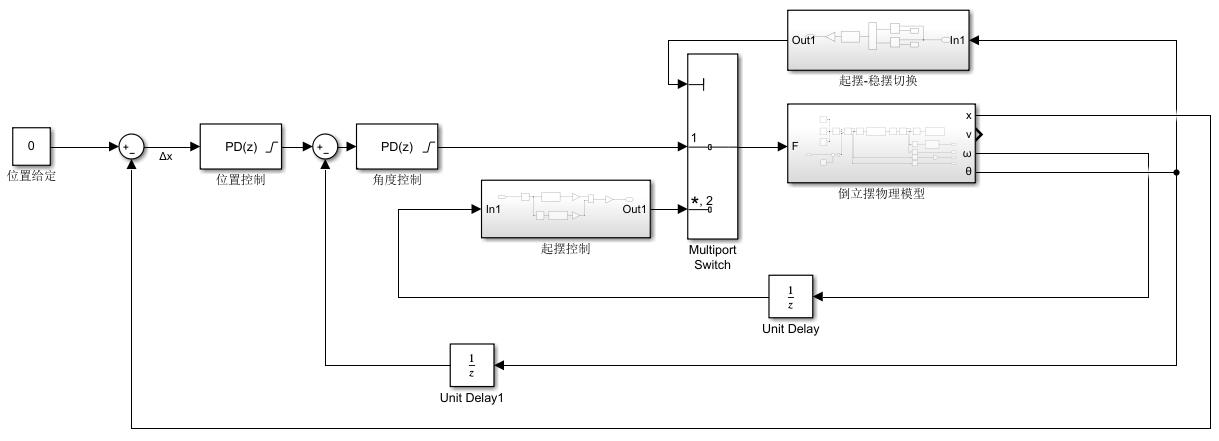 Out1
In1
起摆-稳摆切换
0
位置给定
+
−
Δx
PD(z)
位置控制
+
−
PD(z)
角度控制
1
*, 2
Multiport
Switch
F
x
v
ω
θ
倒立摆物理模型
In1
Out1
起摆控制
1
z
Unit Delay
1
z
Unit Delay1